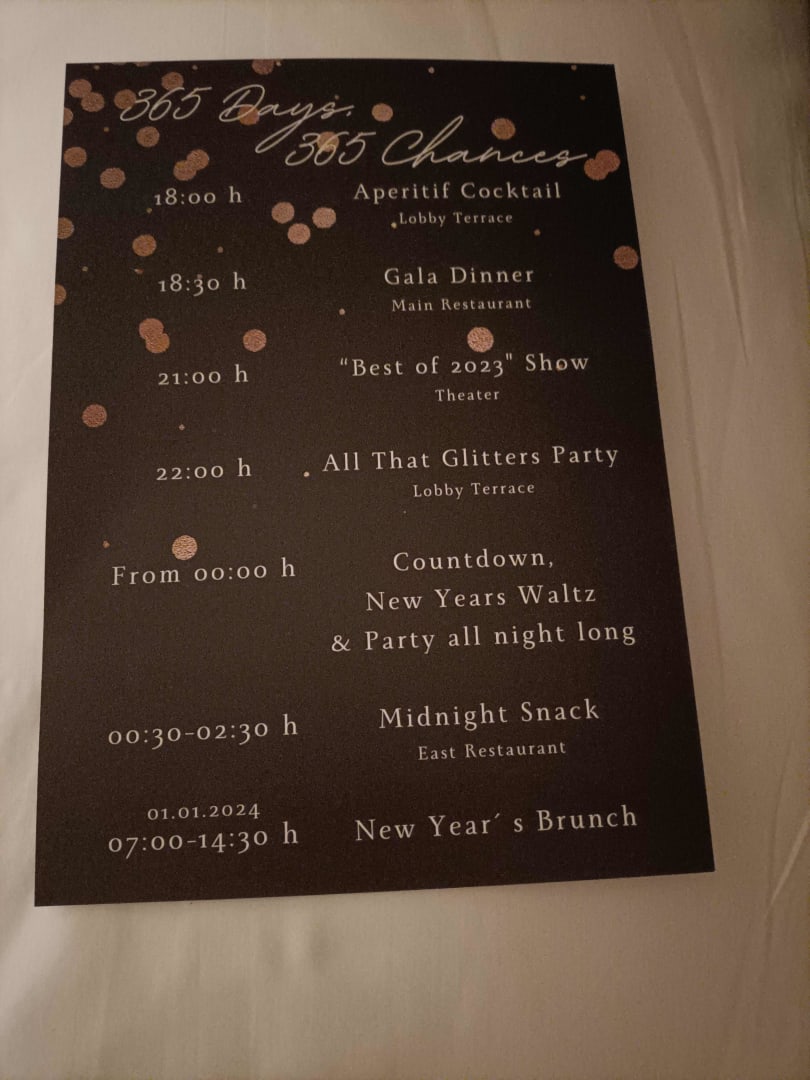 365 Days.
365 Chances
18:00 h Aperitif Cocktail
Lobby Terrace
18:30 h Gala Dinner
Main Restaurant
21:00 h “Best of 2023" Show
Theater
22:00 h All That Glitters Party
Lobby Terrace
From 00:00 h Countdown,
New Years Waltz
& Party all night long
00:30-02:30 h Midnight Snack
East Restaurant
01.01.2024
07:00-14:30 h New Year´ s Brunch